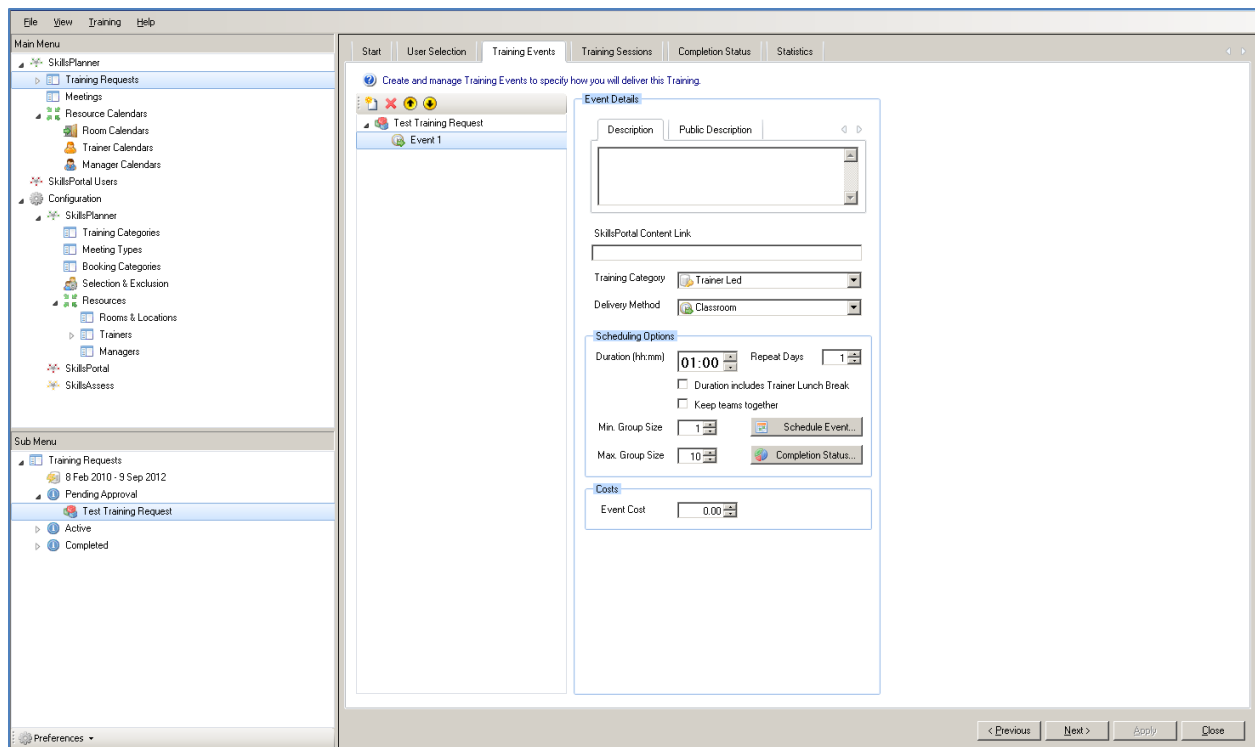 File View Training Help
Main Menu
SkillsPlanner
Training Requests
Meetings
Resource Calendars
Room Calendars
Trainer Calendars
Manager Calendars
SkillsPortal Users
Configuration
SkillsPlanner
Training Categories
Meeting Types
Booking Categories
Selection & Exclusion
Resources
Rooms & Locations
Trainers
Managers
SkillsPortal
SkillsAssess
Sub Menu
Training Requests
8 Feb 2010 - 9 Sep 2012
Pending Approval
Test Training Request
Active
Completed
Preferences
Start User Selection Training Events Training Sessions Completion Status Statistics
Create and manage Training Events to specify how you will deliver this Training.
Test Training Request
Event 1
Event Details
Description Public Description
SkillsPortal Content Link
Training Category Trainer Led
Delivery Method Classroom
Scheduling Options
Duration (hh:mm) 01:00 Repeat Days 1
Duration includes Trainer Lunch Break
Keep teams together
Min. Group Size 1 Schedule Event...
Max. Group Size 10 Completion Status...
Costs
Event Cost 0.00
< Previous Next > Apply Close